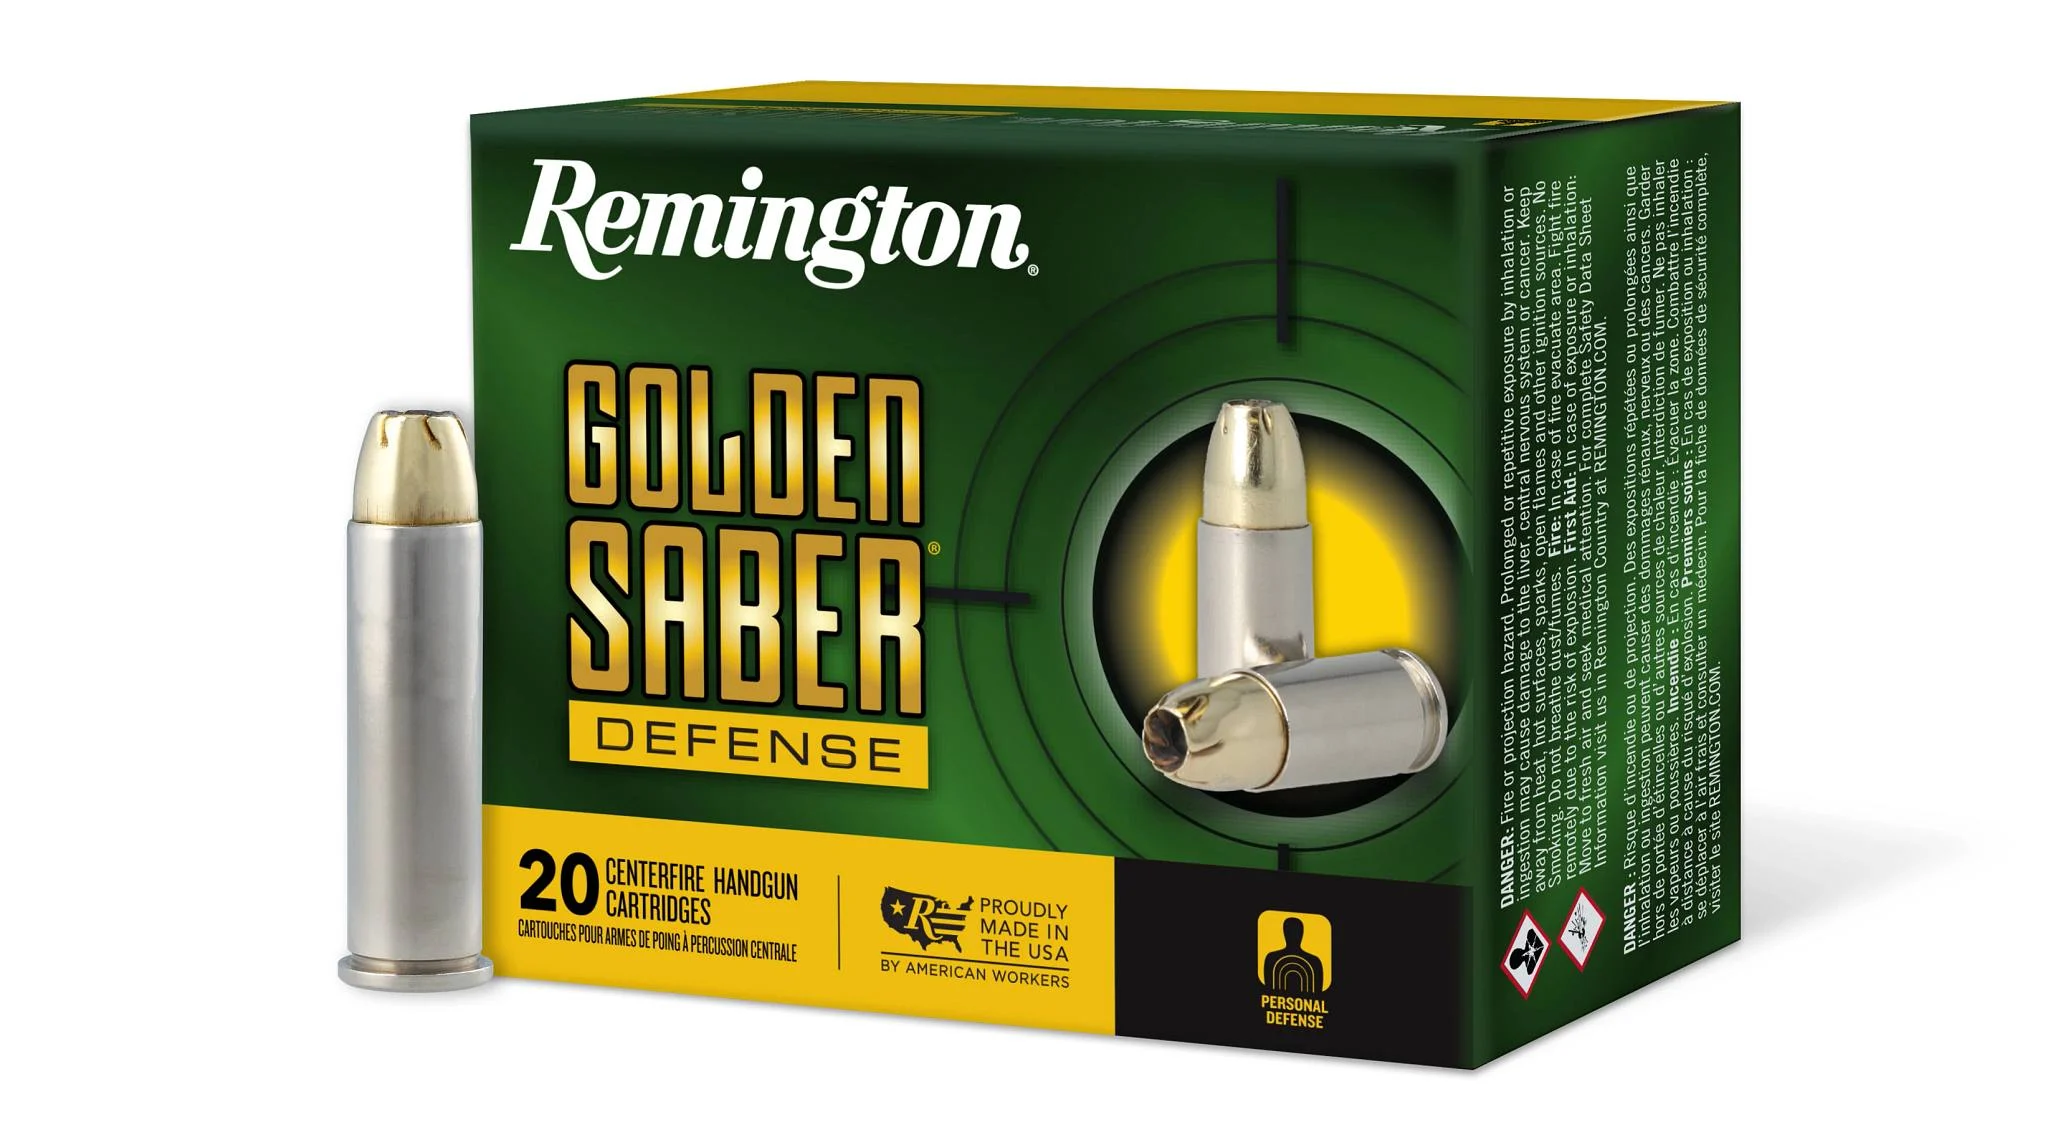 Remington®
GOLDEN
SABER®
DEFENSE
20 CENTERFIRE HANDGUN
CARTRIDGES
CARTOUCHES POUR ARMES DE POING À PERCUSSION CENTRALE
R
PROUDLY
MADE IN
THE USA
BY AMERICAN WORKERS
PERSONAL
DEFENSE
DANGER: Fire or projection hazard. Prolonged or repetitive exposure by inhalation or
ingestion may cause damage to the liver, central nervous system or cancer. Keep
away from heat, hot surfaces, sparks, open flames and other ignition sources. No
Smoking. Do not breathe dust/fumes. Fire: In case of fire evacuate area. Fight fire
remotely due to the risk of explosion. First Aid: In case of exposure or inhalation:
Move to fresh air and seek medical attention. For complete Safety Data Sheet
Information visit us in Remington Country at REMINGTON.COM.
DANGER : Risque d'incendie ou de projection. Des expositions répétées ou prolongées ainsi que
l'inhalation ou ingestion peuvent causer des dommages rénaux, nerveux ou des cancers. Garder
hors de portée d'étincelles ou d'autres sources de chaleur. Interdiction de fumer. Ne pas inhaler
les vapeurs ou poussières. Incendie : En cas d'incendie : Évacuer la zone. Combattre l'incendie
à distance à cause du risque d'explosion. Premiers soins : En cas de exposition ou inhalation :
se déplacer à l'air frais et consulter un médecin. Pour la fiche de données de sécurité complète,
visiter le site REMINGTON.COM.